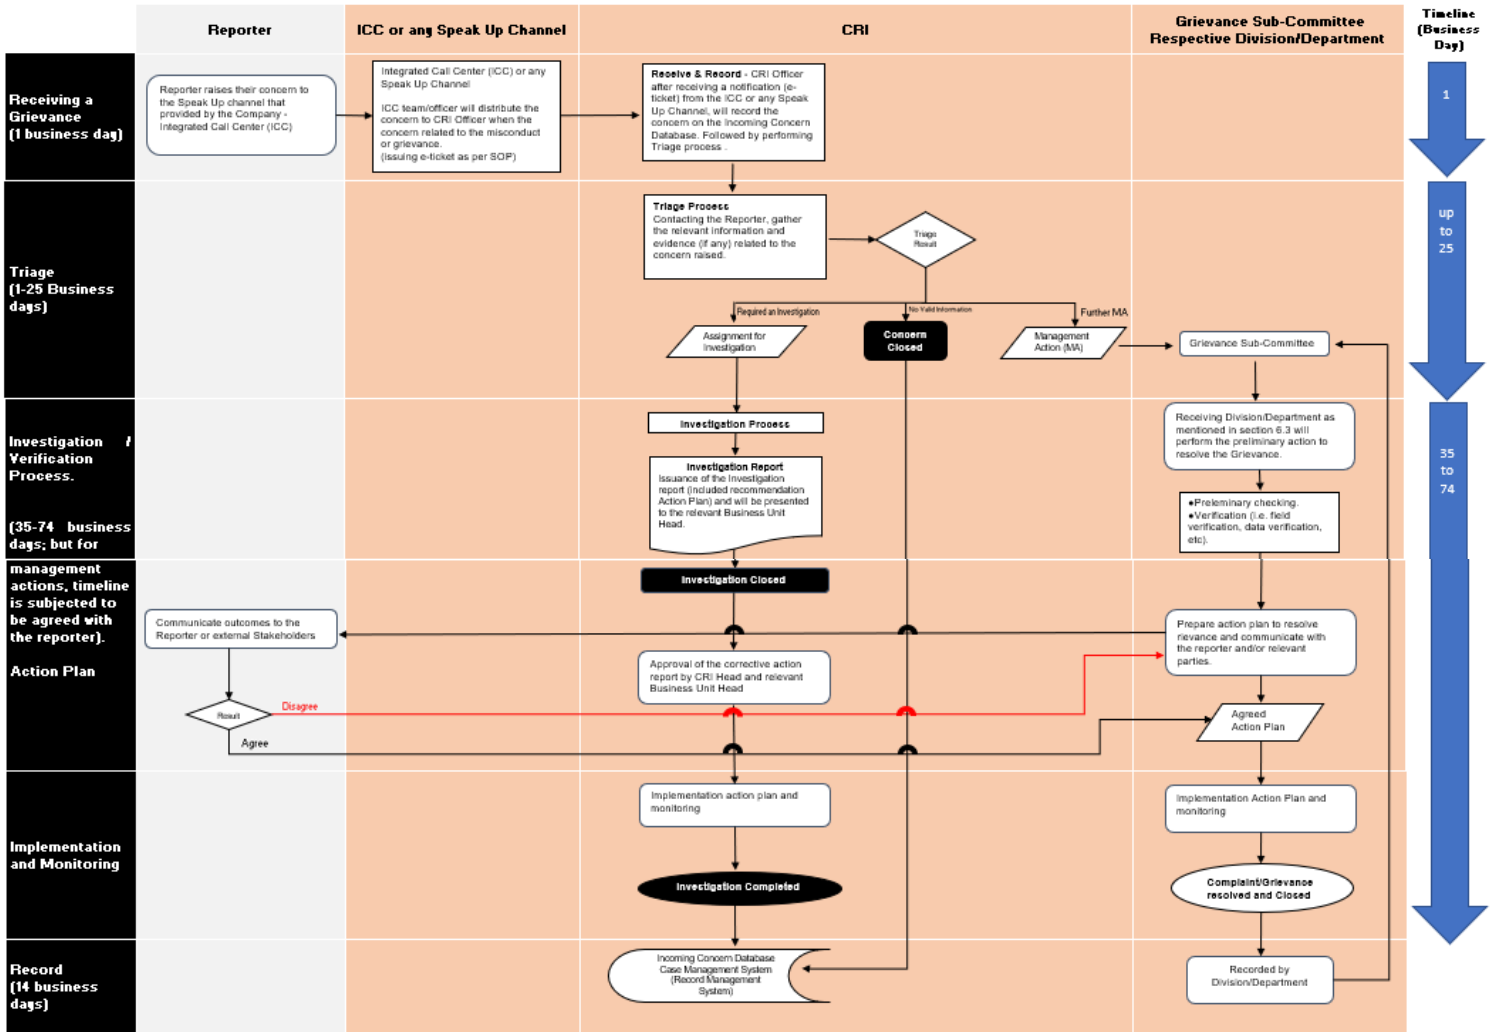 Reporter
ICC or any Speak Up Channel
CRI
Grievance Sub-Committee
Respective Division/Department
Timeline
(Business
Day)
Receiving a
Grievance
(1 business day)
Reporter raises their concern to
the Speak Up channel that
provided by the Company -
Integrated Call Center (ICC)
Integrated Call Center (ICC) or any
Speak Up Channel
ICC team/officer will distribute the
concern to CRI Officer when the
concern related to the misconduct
or grievance.
(issuing e-ticket as per SOP)
Receive & Record - CRI Officer
after receiving a notification (e-
ticket) from the ICC or any Speak
Up Channel, will record the
concern on the Incoming Concern
Database. Followed by performing
Triage process .
1
Triage
(1-25 Business
days)
Triage Process
Contacting the Reporter, gather
the relevant information and
evidence (if any) related to the
concern raised.
Triage
Result
up
to
25
Required an Investigation
No Valid Information
Further MA
Assignment for
Investigation
Concern
Closed
Management
Action (MA)
Grievance Sub-Committee
Investigation /
Verification
Process.
(35-74 business
days; but for
management
actions, timeline
is subjected to
be agreed with
the reporter).
Action Plan
Investigation Process
Investigation Report
Issuance of the Investigation
report (included recommendation
Action Plan) and will be presented
to the relevant Business Unit
Head.
Receiving Division/Department as
mentioned in section 6.3 will
perform the preliminary action to
resolve the Grievance.
●Preleminary checking.
●Verification (i.e. field
verification, data verification,
etc).
35
to
74
Investigation Closed
Communicate outcomes to the
Reporter or external Stakeholders
Approval of the corrective action
report by CRI Head and relevant
Business Unit Head
Prepare action plan to resolve
rievance and communicate with
the reporter and/or relevant
parties.
Result
Disagree
Agree
Agreed
Action Plan
Implementation
and Monitoring
Implementation action plan and
monitoring
Implementation Action Plan and
monitoring
Investigation Completed
Complaint/Grievance
resolved and Closed
Record
(14 business
days)
Incoming Concern Database
Case Management System
(Record Management
System)
Recorded by
Division/Department